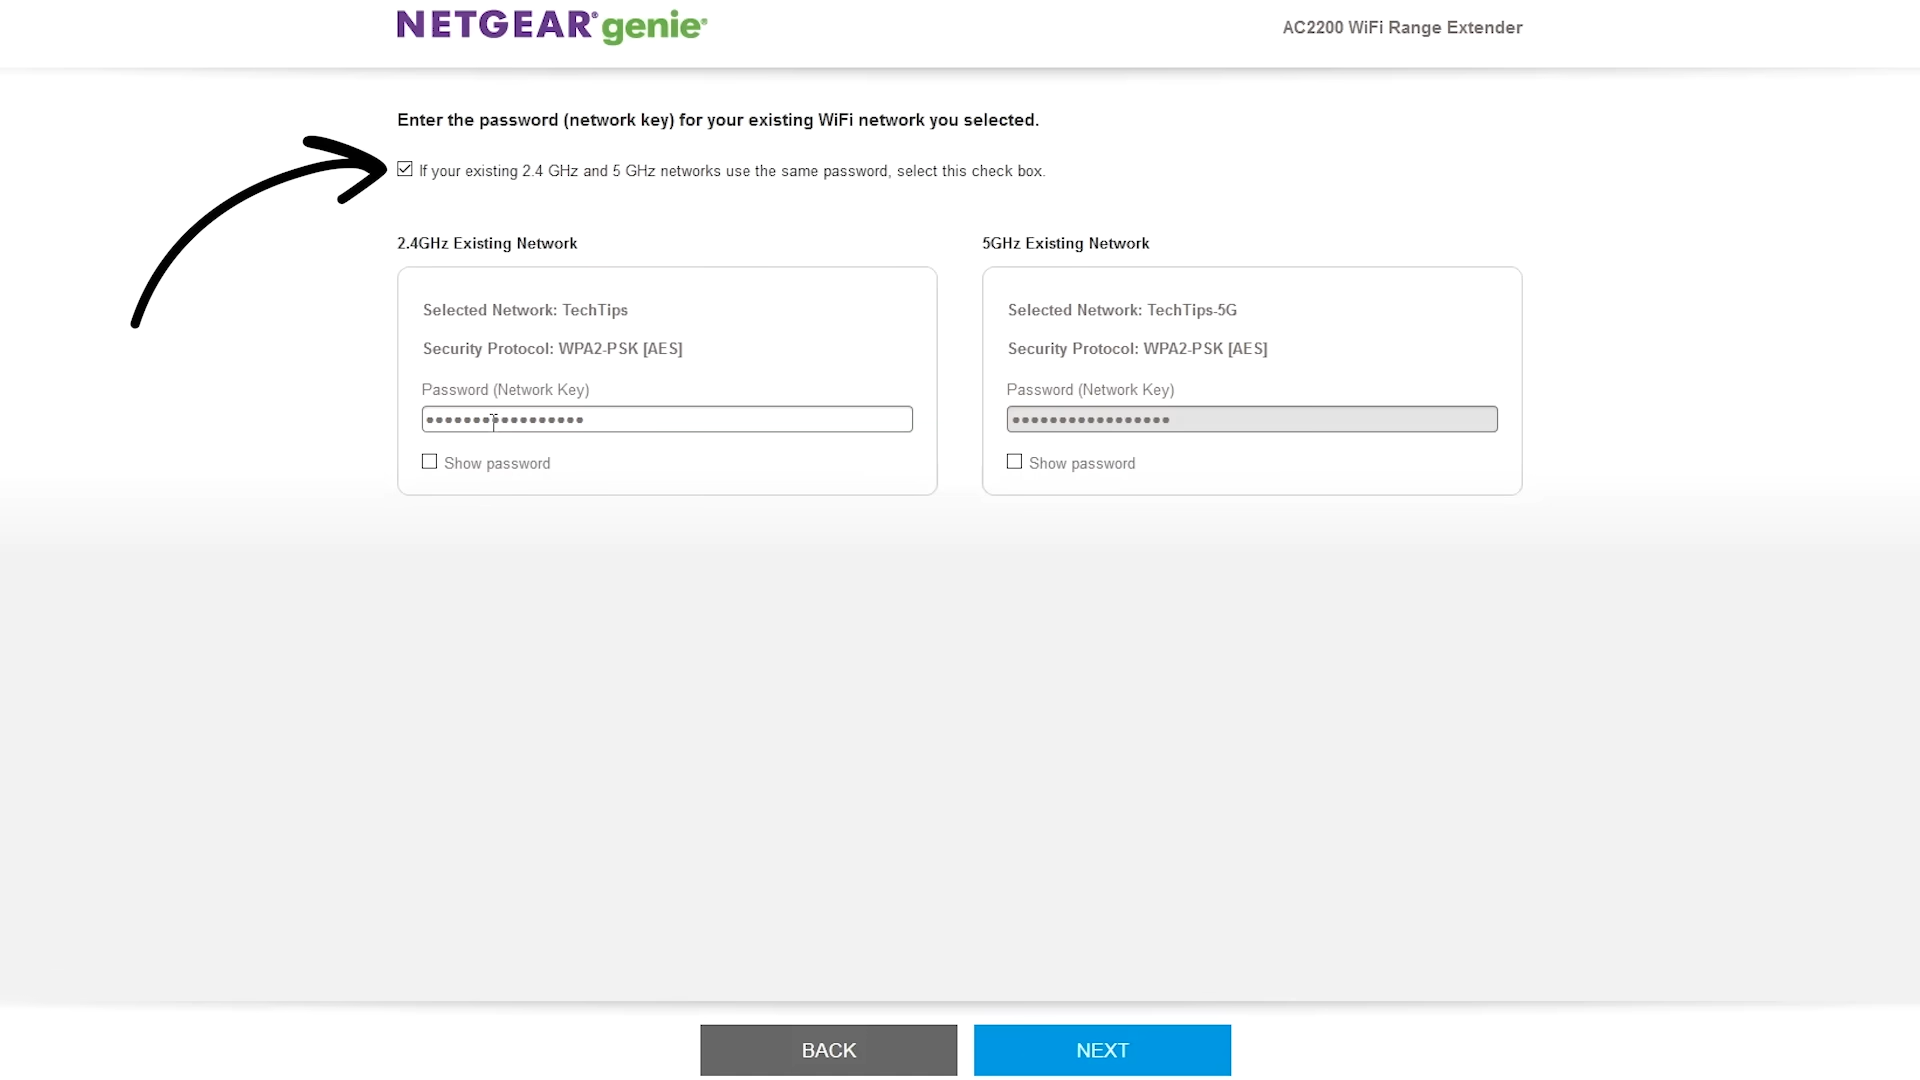 NETGEAR® genie®
AC2200 WiFi Range Extender
Enter the password (network key) for your existing WiFi network you selected.
If your existing 2.4 GHz and 5 GHz networks use the same password, select this check box.
2.4GHz Existing Network
Selected Network: TechTips
Security Protocol: WPA2-PSK [AES]
Password (Network Key)
•••••••••••••••••
Show password
5GHz Existing Network
Selected Network: TechTips-5G
Security Protocol: WPA2-PSK [AES]
Password (Network Key)
•••••••••••••••••
Show password
BACK
NEXT